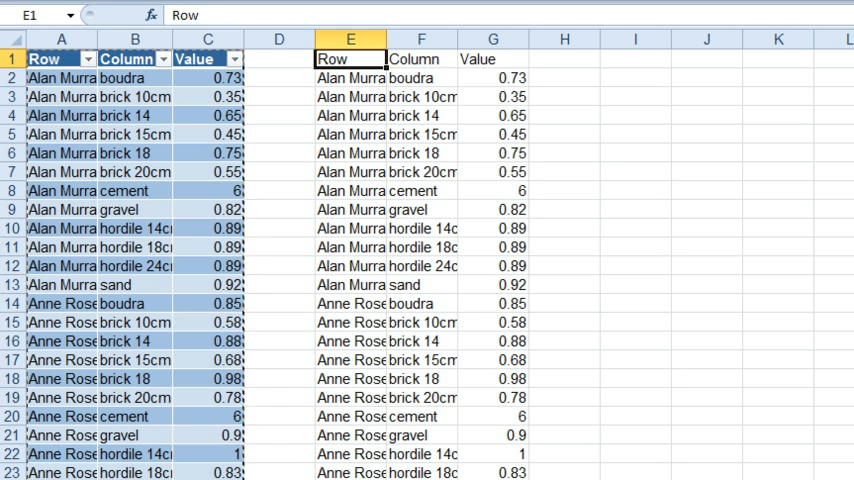 E1 fx Row
A B C D E F G H I J K L
1 Row Column Value Row Column Value
2 Alan Murra boudra 0.73 Alan Murra boudra 0.73
3 Alan Murra brick 10cm 0.35 Alan Murra brick 10cm 0.35
4 Alan Murra brick 14 0.65 Alan Murra brick 14 0.65
5 Alan Murra brick 15cm 0.45 Alan Murra brick 15cm 0.45
6 Alan Murra brick 18 0.75 Alan Murra brick 18 0.75
7 Alan Murra brick 20cm 0.55 Alan Murra brick 20cm 0.55
8 Alan Murra cement 6 Alan Murra cement 6
9 Alan Murra gravel 0.82 Alan Murra gravel 0.82
10 Alan Murra hordile 14c 0.89 Alan Murra hordile 14c 0.89
11 Alan Murra hordile 18c 0.89 Alan Murra hordile 18c 0.89
12 Alan Murra hordile 24c 0.89 Alan Murra hordile 24c 0.89
13 Alan Murra sand 0.92 Alan Murra sand 0.92
14 Anne Rose boudra 0.85 Anne Rose boudra 0.85
15 Anne Rose brick 10cm 0.58 Anne Rose brick 10cm 0.58
16 Anne Rose brick 14 0.88 Anne Rose brick 14 0.88
17 Anne Rose brick 15cm 0.68 Anne Rose brick 15cm 0.68
18 Anne Rose brick 18 0.98 Anne Rose brick 18 0.98
19 Anne Rose brick 20cm 0.78 Anne Rose brick 20cm 0.78
20 Anne Rose cement 6 Anne Rose cement 6
21 Anne Rose gravel 0.9 Anne Rose gravel 0.9
22 Anne Rose hordile 14c 1 Anne Rose hordile 14c 1
23 Anne Rose hordile 18c 0.83 Anne Rose hordile 18c 0.83